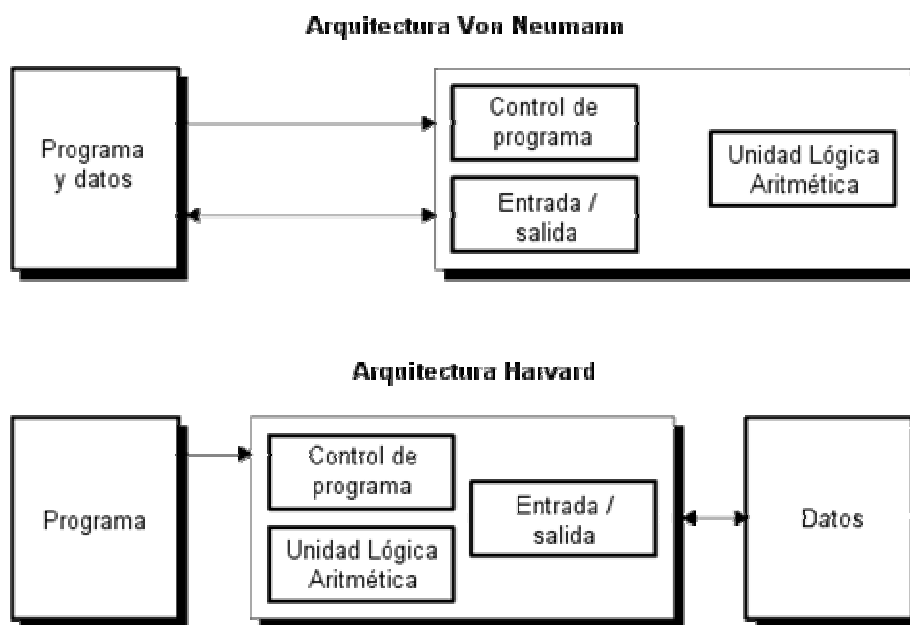 Arquitectura Von Neumann
Programa
y datos
Control de
programa
Entrada /
salida
Unidad Lógica
Aritmética
Arquitectura Harvard
Programa
Control de
programa
Unidad Lógica
Aritmética
Entrada /
salida
Datos